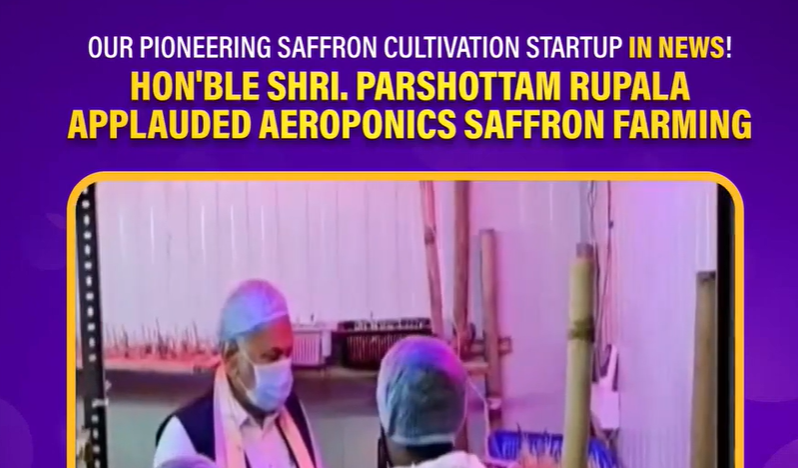 OUR PIONEERING SAFFRON CULTIVATION STARTUP IN NEWS!
HON'BLE SHRI. PARSHOTTAM RUPALA
APPLAUDED AEROPONICS SAFFRON FARMING